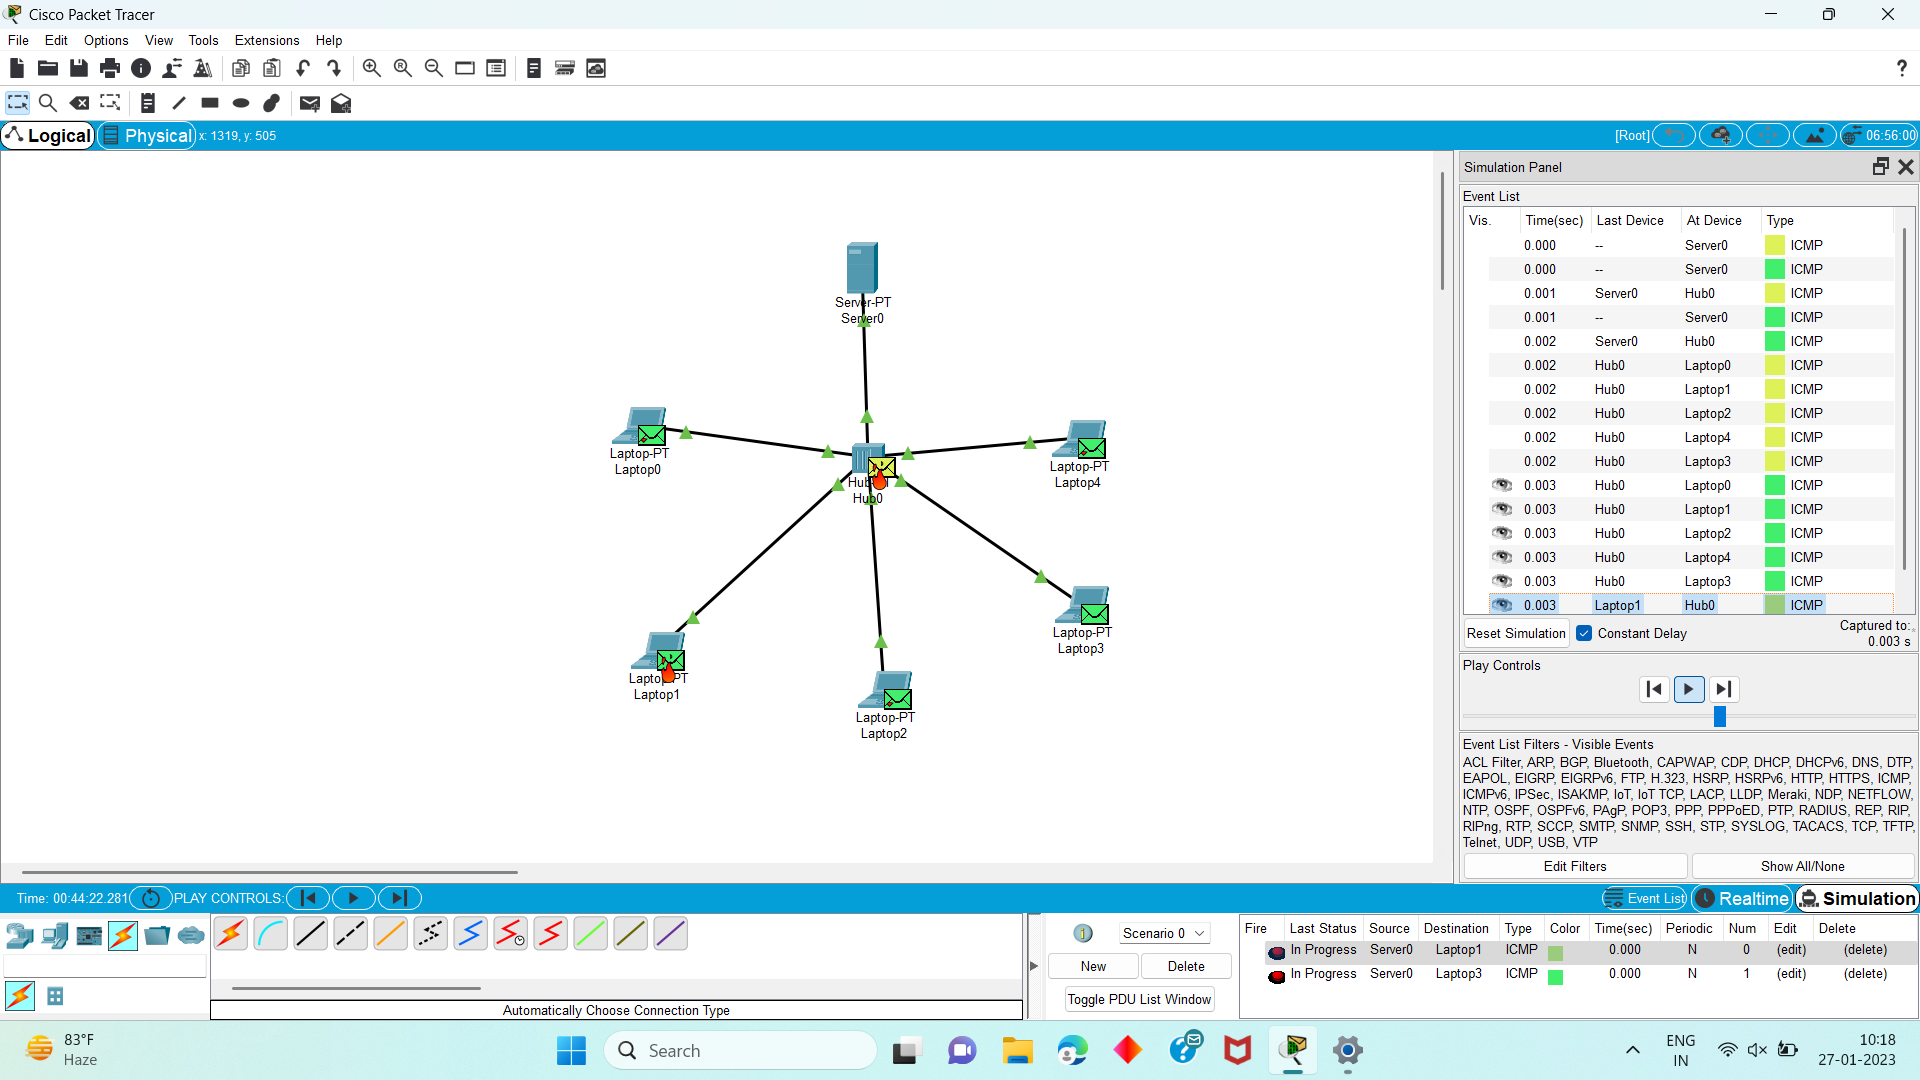 Cisco Packet Tracer
File Edit Options View Tools Extensions Help
?
Logical Physical x: 1319, y: 505 [Root] 06:56:00
Simulation Panel
Event List
Vis. Time(sec) Last Device At Device Type
0.000 -- Server0 ICMP
0.000 -- Server0 ICMP
0.001 Server0 Hub0 ICMP
0.001 -- Server0 ICMP
0.002 Server0 Hub0 ICMP
0.002 Hub0 Laptop0 ICMP
0.002 Hub0 Laptop1 ICMP
0.002 Hub0 Laptop2 ICMP
0.002 Hub0 Laptop4 ICMP
0.002 Hub0 Laptop3 ICMP
0.003 Hub0 Laptop0 ICMP
0.003 Hub0 Laptop1 ICMP
0.003 Hub0 Laptop2 ICMP
0.003 Hub0 Laptop4 ICMP
0.003 Hub0 Laptop3 ICMP
0.003 Laptop1 Hub0 ICMP
Reset Simulation Constant Delay Captured to:
0.003 s
Play Controls
Event List Filters - Visible Events
ACL Filter, ARP, BGP, Bluetooth, CAPWAP, CDP, DHCP, DHCPv6, DNS, DTP,
EAPOL, EIGRP, EIGRPv6, FTP, H.323, HSRP, HSRPv6, HTTP, HTTPS, ICMP,
ICMPv6, IPSec, ISAKMP, IoT, IoT TCP, LACP, LLDP, Meraki, NDP, NETFLOW,
NTP, OSPF, OSPFv6, PAgP, POP3, PPP, PPPoED, PTP, RADIUS, REP, RIP,
RIPng, RTP, SCCP, SMTP, SNMP, SSH, STP, SYSLOG, TACACS, TCP, TFTP,
Telnet, UDP, USB, VTP
Edit Filters Show All/None
Server-PT
Server0
Laptop-PT
Laptop0
Laptop-PT
Laptop4
Hub0
Laptop-PT
Laptop3
Laptop-PT
Laptop1
Laptop-PT
Laptop2
Time: 00:44:22.281 PLAY CONTROLS: Event List Realtime Simulation
Automatically Choose Connection Type
Scenario 0
New Delete
Toggle PDU List Window
Fire Last Status Source Destination Type Color Time(sec) Periodic Num Edit Delete
In Progress Server0 Laptop1 ICMP 0.000 N 0 (edit) (delete)
In Progress Server0 Laptop3 ICMP 0.000 N 1 (edit) (delete)
83°F
Haze
Search
ENG
IN
10:18
27-01-2023